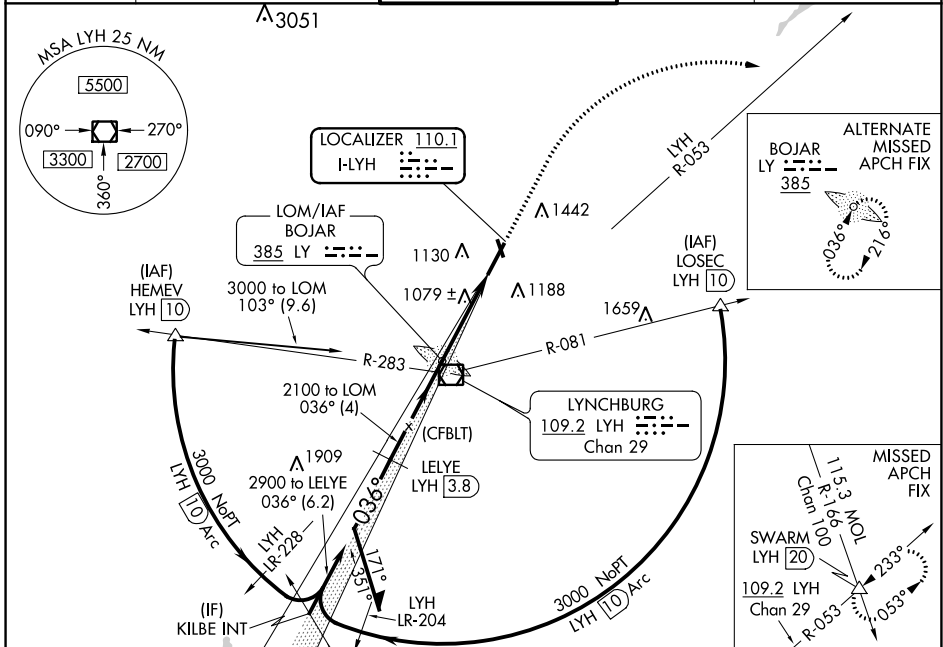 3051
MSA LYH 25 NM
5500
090°
270°
3300
2700
360°
LOCALIZER 110.1
I-LYH
LYH
R-053
ALTERNATE
MISSED
APCH FIX
BOJAR
LY
385
036°
216°
LOM/IAF
BOJAR
385 LY
1442
1130
1079 ±
1188
(IAF)
HEMEV
LYH 10
3000 to LOM
103° (9.6)
(IAF)
LOSEC
LYH 10
1659
R-283
R-081
2100 to LOM
036° (4)
LYNCHBURG
109.2 LYH
Chan 29
(CFBLT)
1909
LELYE
LYH 3.8
2900 to LELYE
036° (6.2)
036°
3000 NoPT
LYH 10 Arc
LYH
LR-228
171°
351°
LYH
LR-204
3000 NoPT
LYH 10 Arc
(IF)
KILBE INT
MISSED
APCH
FIX
115.3 MOL
Chan 100
R-166
SWARM
LYH 20
109.2 LYH
Chan 29
233°
053°
R-053